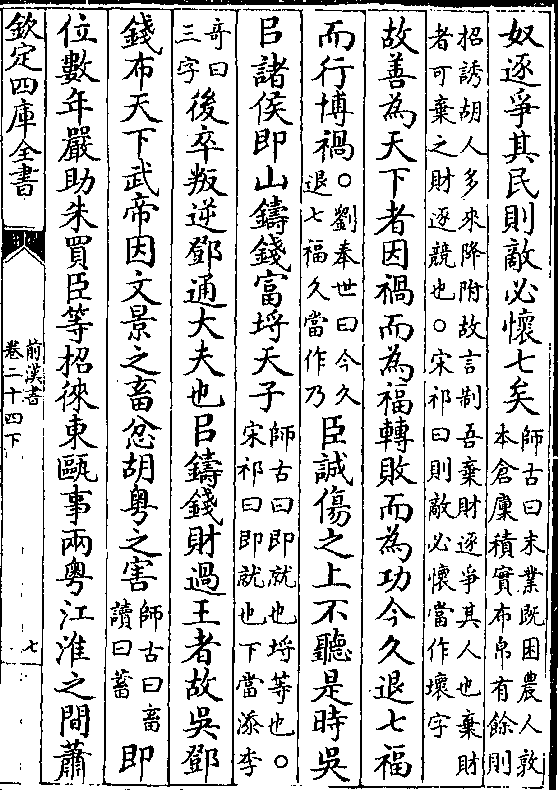 奴逐爭其民則敵必懷七矣師古曰末業既困農人敦本倉廩積實布帛有餘則
招誘胡人多來降附故言制吾棄財逐爭其人也棄財者可棄之財逐競也○宋祁曰則敵必懷當作壞字
故善為天下者因禍而為福轉敗而為功今久退七福
而行博禍○劉奉世曰今久退七福久當作乃臣誠傷之上不聽是時吳
㠯諸侯即山鑄錢富埒天子師古曰即就也埒等也○宋祁曰即就也下當添李
竒曰三字後卒叛逆鄧通大夫也㠯鑄錢財過王者故吳鄧
錢布天下武帝因文景之畜忿胡粤之害師古曰畜讀曰蓄即
位數年嚴助朱買臣等招徠東甌事兩粤江淮之間蕭
欽定四庫全書
前漢書
卷二十四下
七